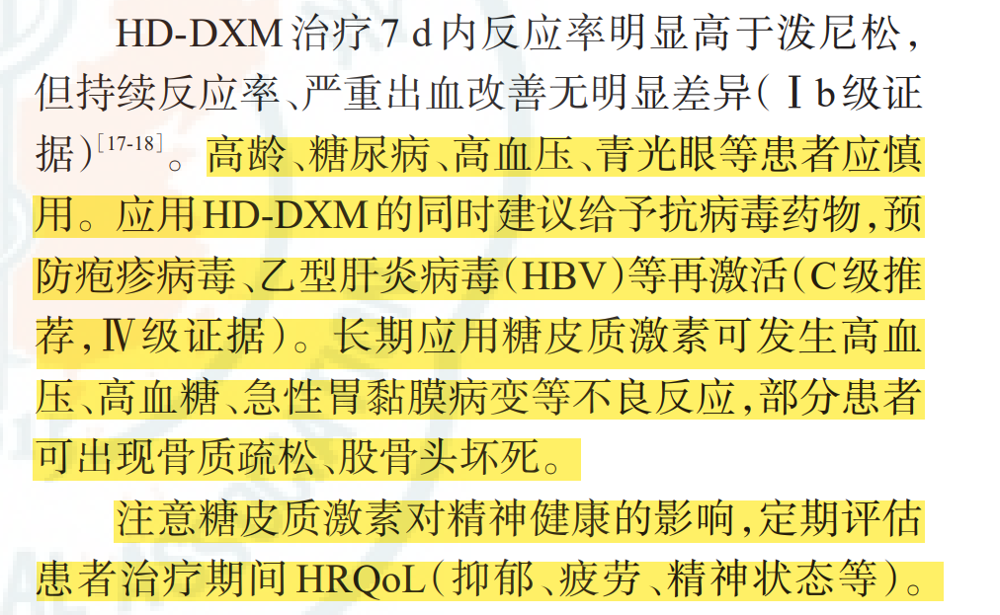 HD-DXM治疗7 d内反应率明显高于泼尼松,
但持续反应率、严重出血改善无明显差异(Ⅰb级证
据)[17-18]。高龄、糖尿病、高血压、青光眼等患者应慎
用。应用HD-DXM的同时建议给予抗病毒药物,预
防疱疹病毒、乙型肝炎病毒(HBV)等再激活(C级推
荐,Ⅳ级证据)。长期应用糖皮质激素可发生高血
压、高血糖、急性胃黏膜病变等不良反应,部分患者
可出现骨质疏松、股骨头坏死。
注意糖皮质激素对精神健康的影响,定期评估
患者治疗期间HRQoL(抑郁、疲劳、精神状态等)。